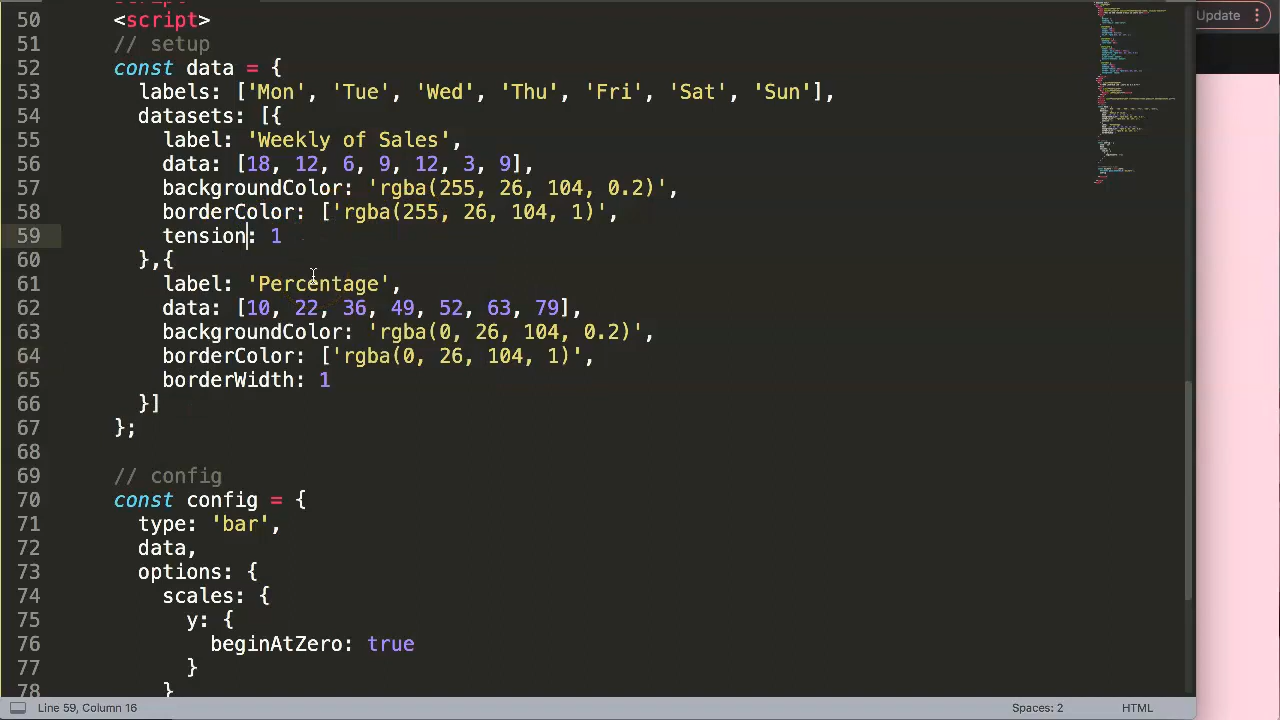 Update
50 <script>
51 // setup
52 const data = {
53 labels: ['Mon', 'Tue', 'Wed', 'Thu', 'Fri', 'Sat', 'Sun'],
54 datasets: [{
55 label: 'Weekly of Sales',
56 data: [18, 12, 6, 9, 12, 3, 9],
57 backgroundColor: 'rgba(255, 26, 104, 0.2)',
58 borderColor: ['rgba(255, 26, 104, 1)',
59 tension: 1
60 },{
61 label: 'Percentage',
62 data: [10, 22, 36, 49, 52, 63, 79],
63 backgroundColor: 'rgba(0, 26, 104, 0.2)',
64 borderColor: ['rgba(0, 26, 104, 1)',
65 borderWidth: 1
66 }]
67 };
68
69 // config
70 const config = {
71 type: 'bar',
72 data,
73 options: {
74 scales: {
75 y: {
76 beginAtZero: true
77 }
78 }
Line 59, Column 16 Spaces: 2 HTML